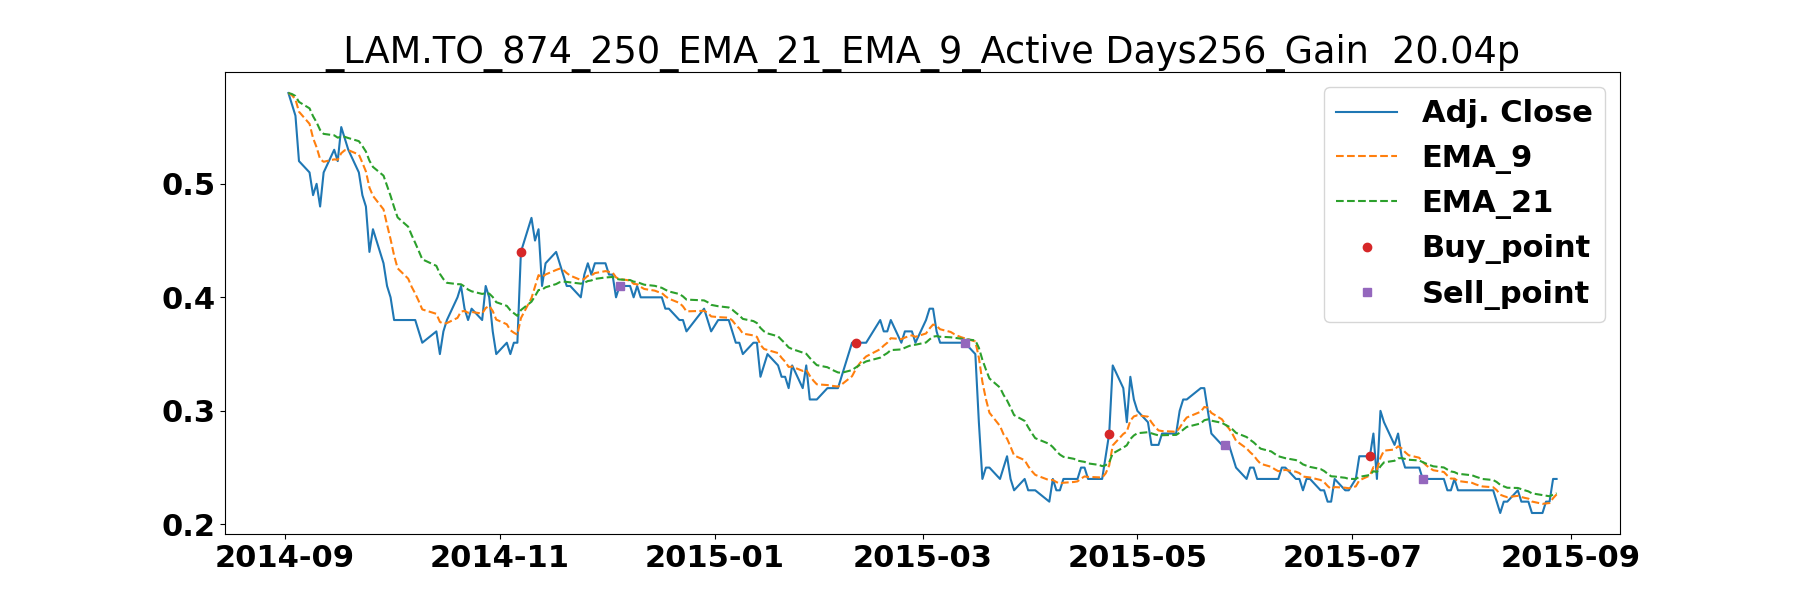 _LAM.TO_874_250_EMA_21_EMA_9_Active Days256_Gain  20.04p
Adj. Close
EMA_9
EMA_21
Buy_point
Sell_point
0.5
0.4
0.3
0.2
2014-09 2014-11 2015-01 2015-03 2015-05 2015-07 2015-09